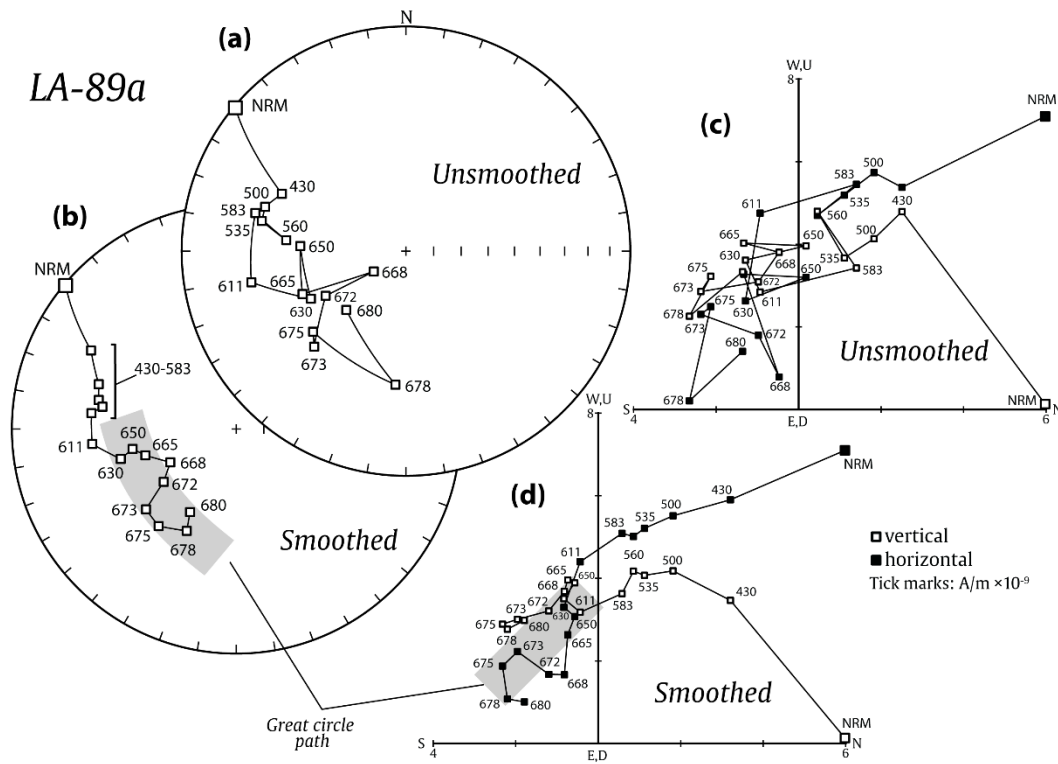 LA-89a
(a)
N
NRM
Unsmoothed
430
500
583
535
560
650
611
665
630
672
668
680
675
673
678
(b)
NRM
430-583
611
650
665
630
668
672
673
680
675
678
Smoothed
Great circle
path
(c)
W,U
8
NRM
583
500
535
611
560
430
500
535
583
665
650
630
668
675
672
650
673
611
675
630
678
673
672
680
668
678
Unsmoothed
NRM
S
4
E,D
6
N
(d)
W,U
8
NRM
430
500
535
583
611
560
500
535
430
665
650
668
583
611
672
673
630
675
680
650
678
673
665
675
672
668
678
680
Smoothed
NRM
S
4
E,D
6
N
vertical
horizontal
Tick marks: A/m ×10-9